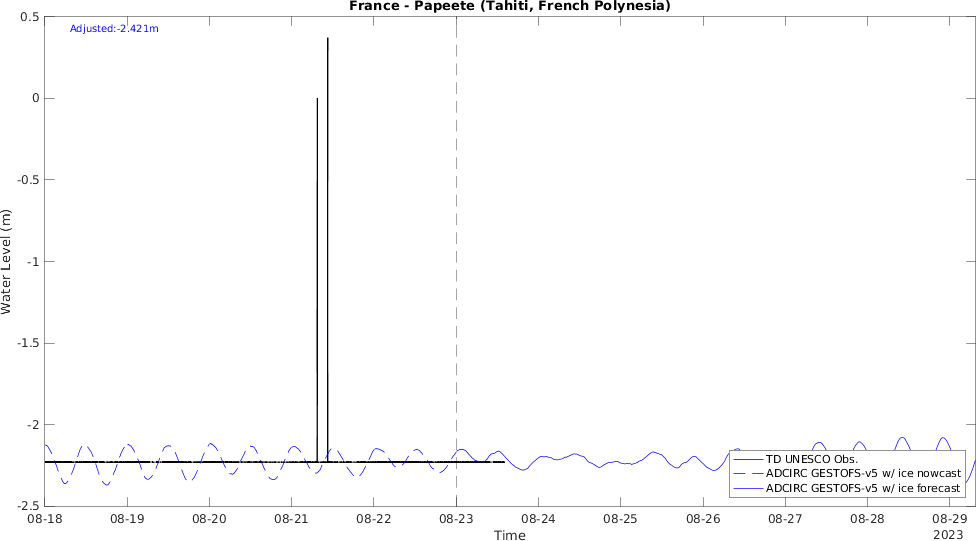 France - Papeete (Tahiti, French Polynesia)
Adjusted:-2.421m
0.5
0
-0.5
-1
-1.5
-2
-2.5
Water Level (m)
TD UNESCO Obs.
ADCIRC GESTOFS-v5 w/ ice nowcast
ADCIRC GESTOFS-v5 w/ ice forecast
08-18 08-19 08-20 08-21 08-22 08-23 08-24 08-25 08-26 08-27 08-28 08-29
2023
Time